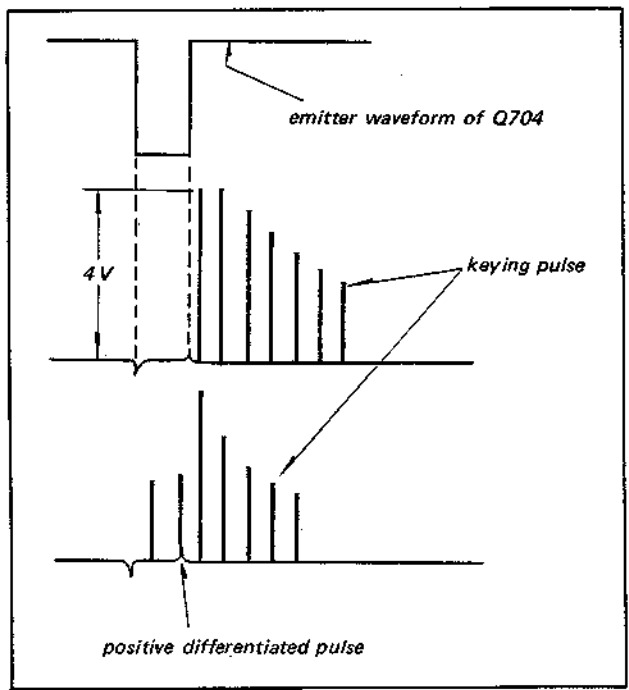 emitter waveform of Q704
4 V
keying pulse
positive differentiated pulse